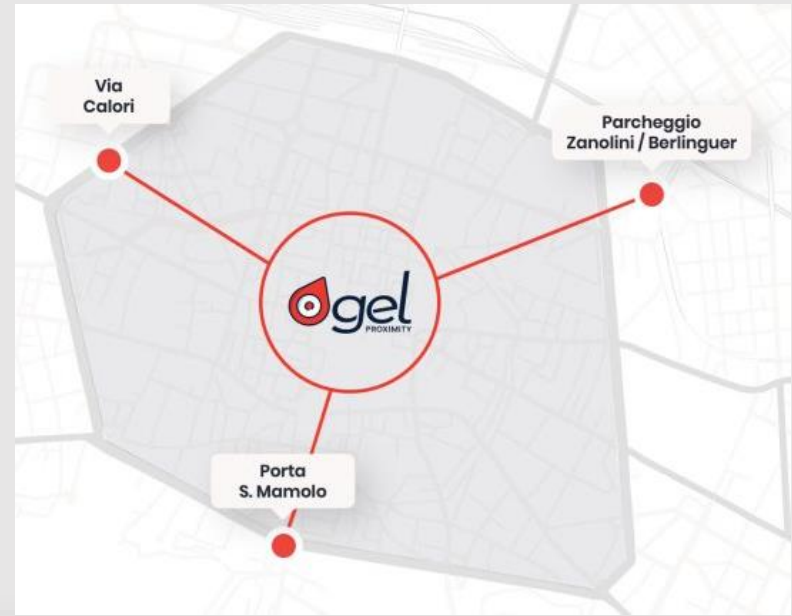 Via
Calori
Parcheggio
Zanolini / Berlinguer
gel
PROXIMITY
Porta
S. Mamolo